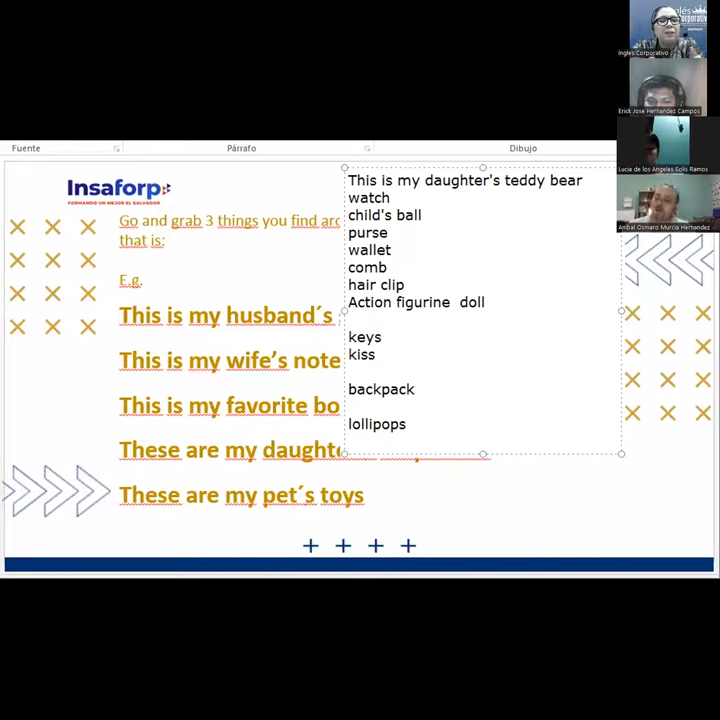 Fuente
Párrafo
Dibujo
Insaforp
FORMANDO UN MEJOR EL SALVADOR
Go and grab 3 things you find
that is:
E.g.
This is my husband´s
This is my wife’s note
This is my favorite bo
These are my
These are my pet´s toys
This is my daughter's teddy bear
watch
child's ball
purse
wallet
comb
hair clip
Action figurine doll
keys
kiss
backpack
lollipops
Ingles Corporativo
Erick Jose Hernandez Campos
Lucia de los Angeles Solis Ramos
Anibal Osmaro Murcia Hernandez